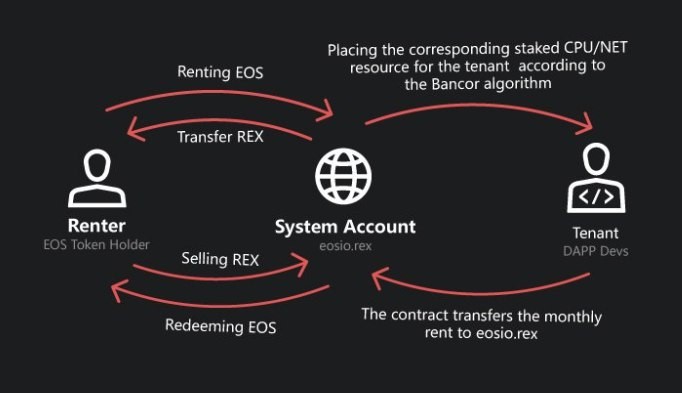 Renting EOS
Placing the corresponding staked CPU/NET
resource for the tenant according to
the Bancor algorithm
Transfer REX
</>
Renter
EOS Token Holder
System Account
eosio.rex
Tenant
DAPP Devs
Selling REX
Redeeming EOS
The contract transfers the monthly
rent to eosio.rex